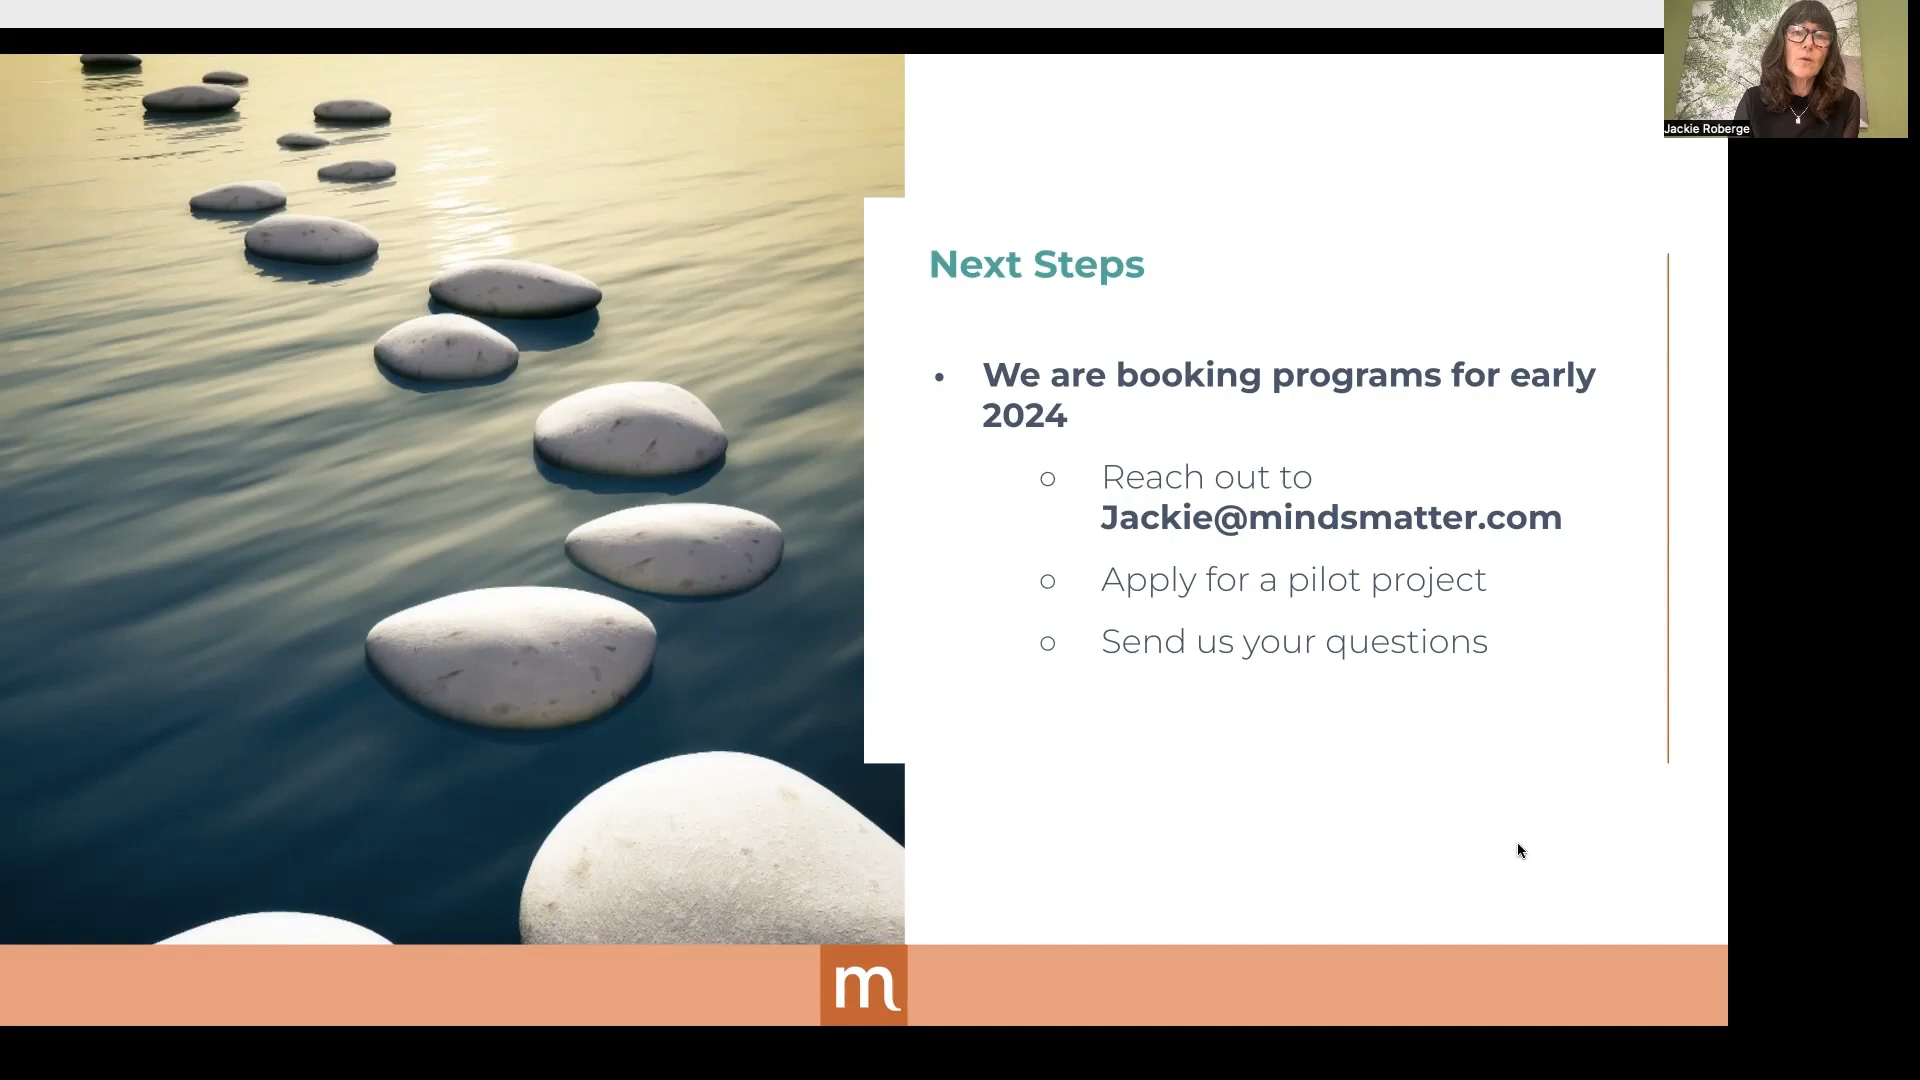 Jackie Roberge
Next Steps
• We are booking programs for early
2024
○ Reach out to
Jackie@mindsmatter.com
○ Apply for a pilot project
○ Send us your questions
m